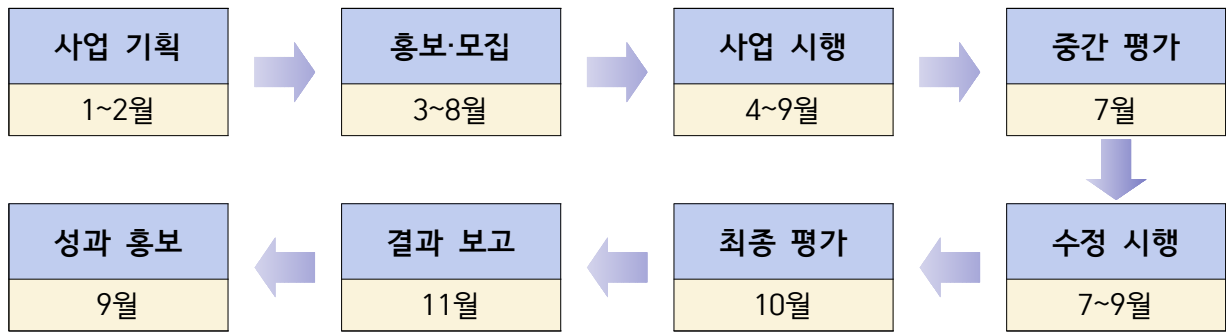 사업 기획
1~2월
홍보·모집
3~8월
사업 시행
4~9월
중간 평가
7월
수정 시행
7~9월
최종 평가
10월
결과 보고
11월
성과 홍보
9월